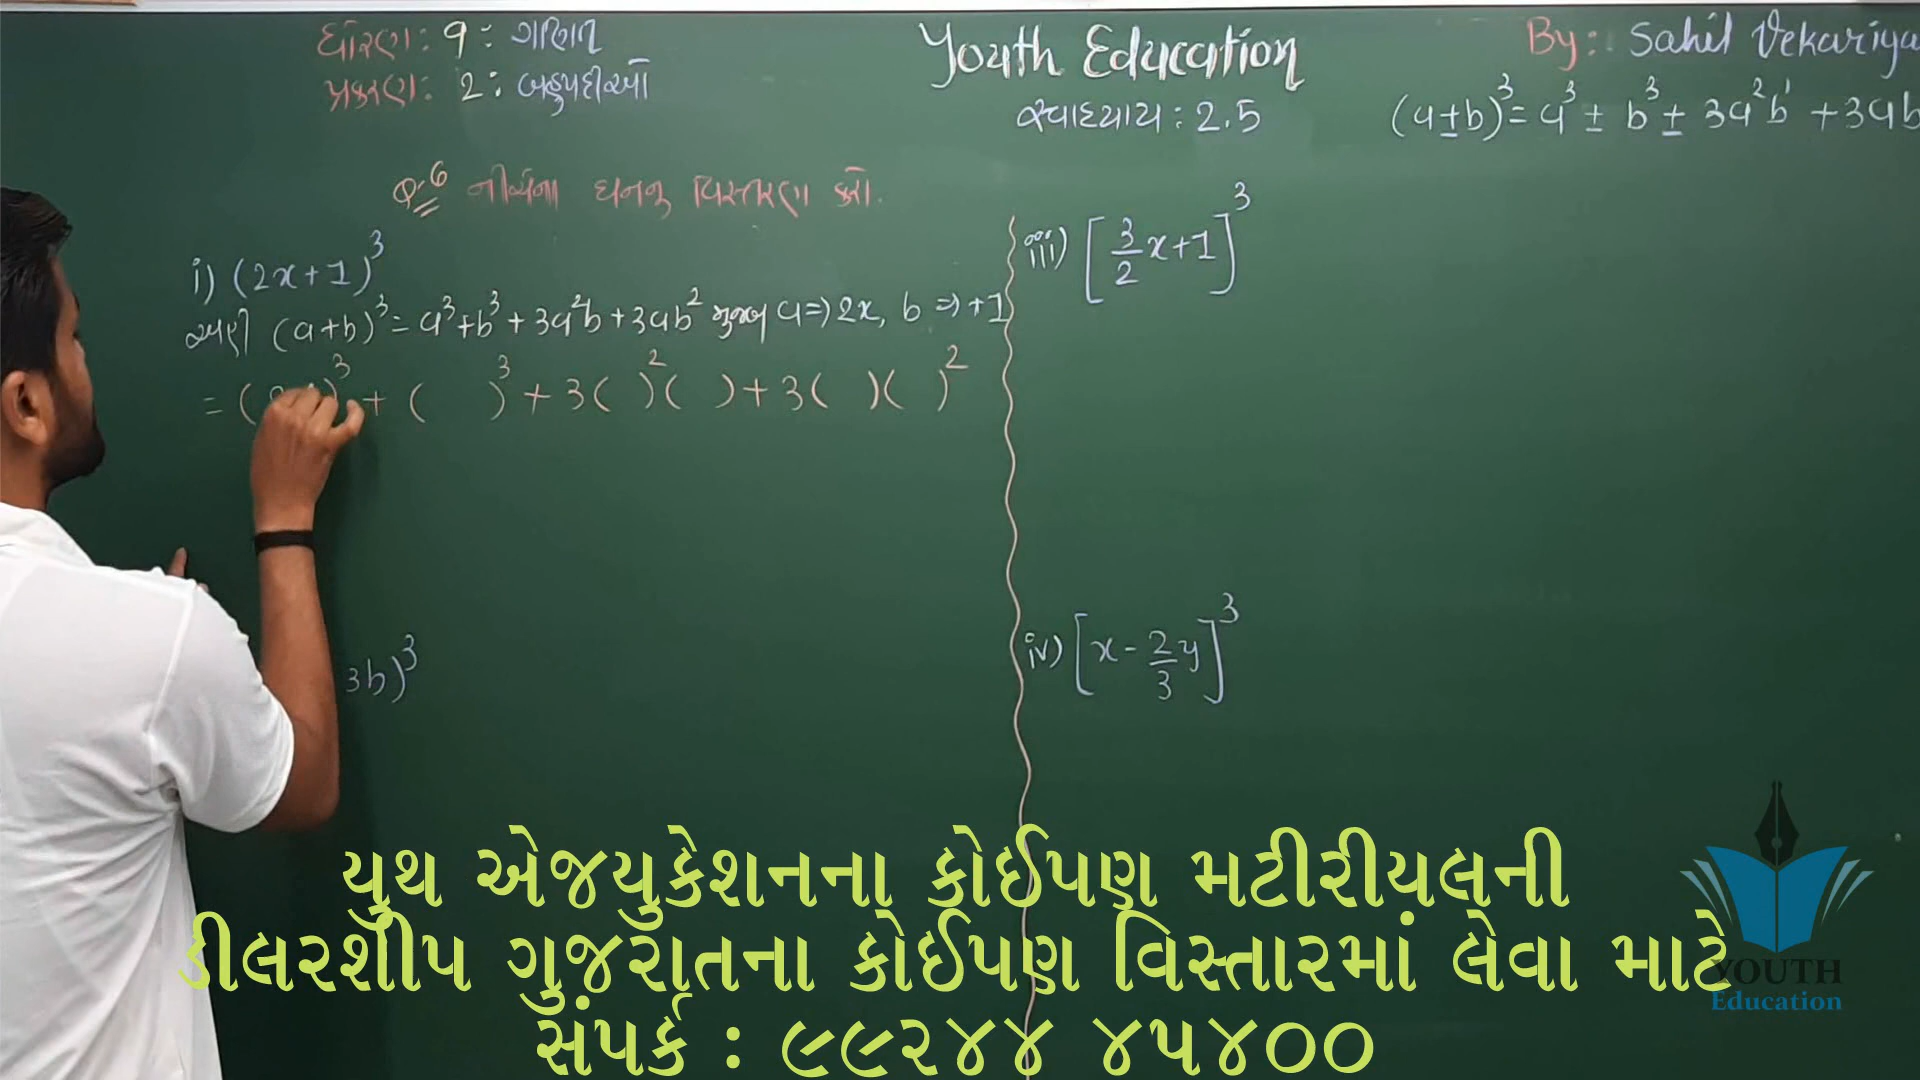 ધોરણ : 9 : ગણિત
પ્રકરણ : 2 : બહુપદીઓ
Youth Education
સ્વાધ્યાય : 2.5
By : Sahil Vekariya
(a±b)³ = a³ ± b³ ± 3a²b¹ + 3ab
Q.6 નીચેના ઘનનું વિસ્તરણ કરો.
i) (2x+1)³
અહીં (a+b)³ = a³+b³+3a²b+3ab² મુજબ a⇒2x, b⇒+1
= ( )³ + ( )³ + 3( )²( ) + 3( )( )²
3b)³
iii) [3/2 x+1]³
iv) [x - 2/3 y]³
યુથ એજયુકેશનના કોઈપણ મટીરીયલની
ડીલરશીપ ગુજરાતના કોઈપણ વિસ્તારમાં લેવા માટે
સંપર્ક : ૯૯૨૪૪ ૪૫૪૦૦
YOUTH
Education